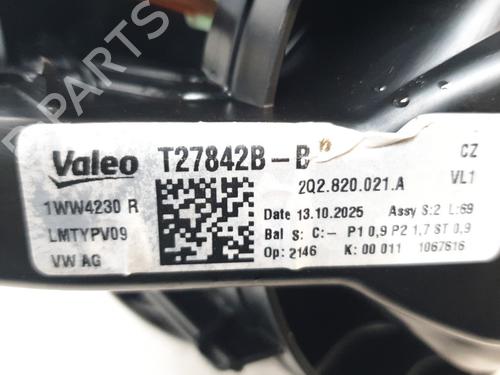 B-PARTS
Valeo T27842B-B CZ
2Q2.820.021.A VL1
1WW4230 R
Date 13.10.2025 Assy S:2 L:69
LMTYPV09
Bal S: C:- P1 0,9 P2 1,7 ST 0,9
VW AG
Op: 2146 K: 00 011 1067616